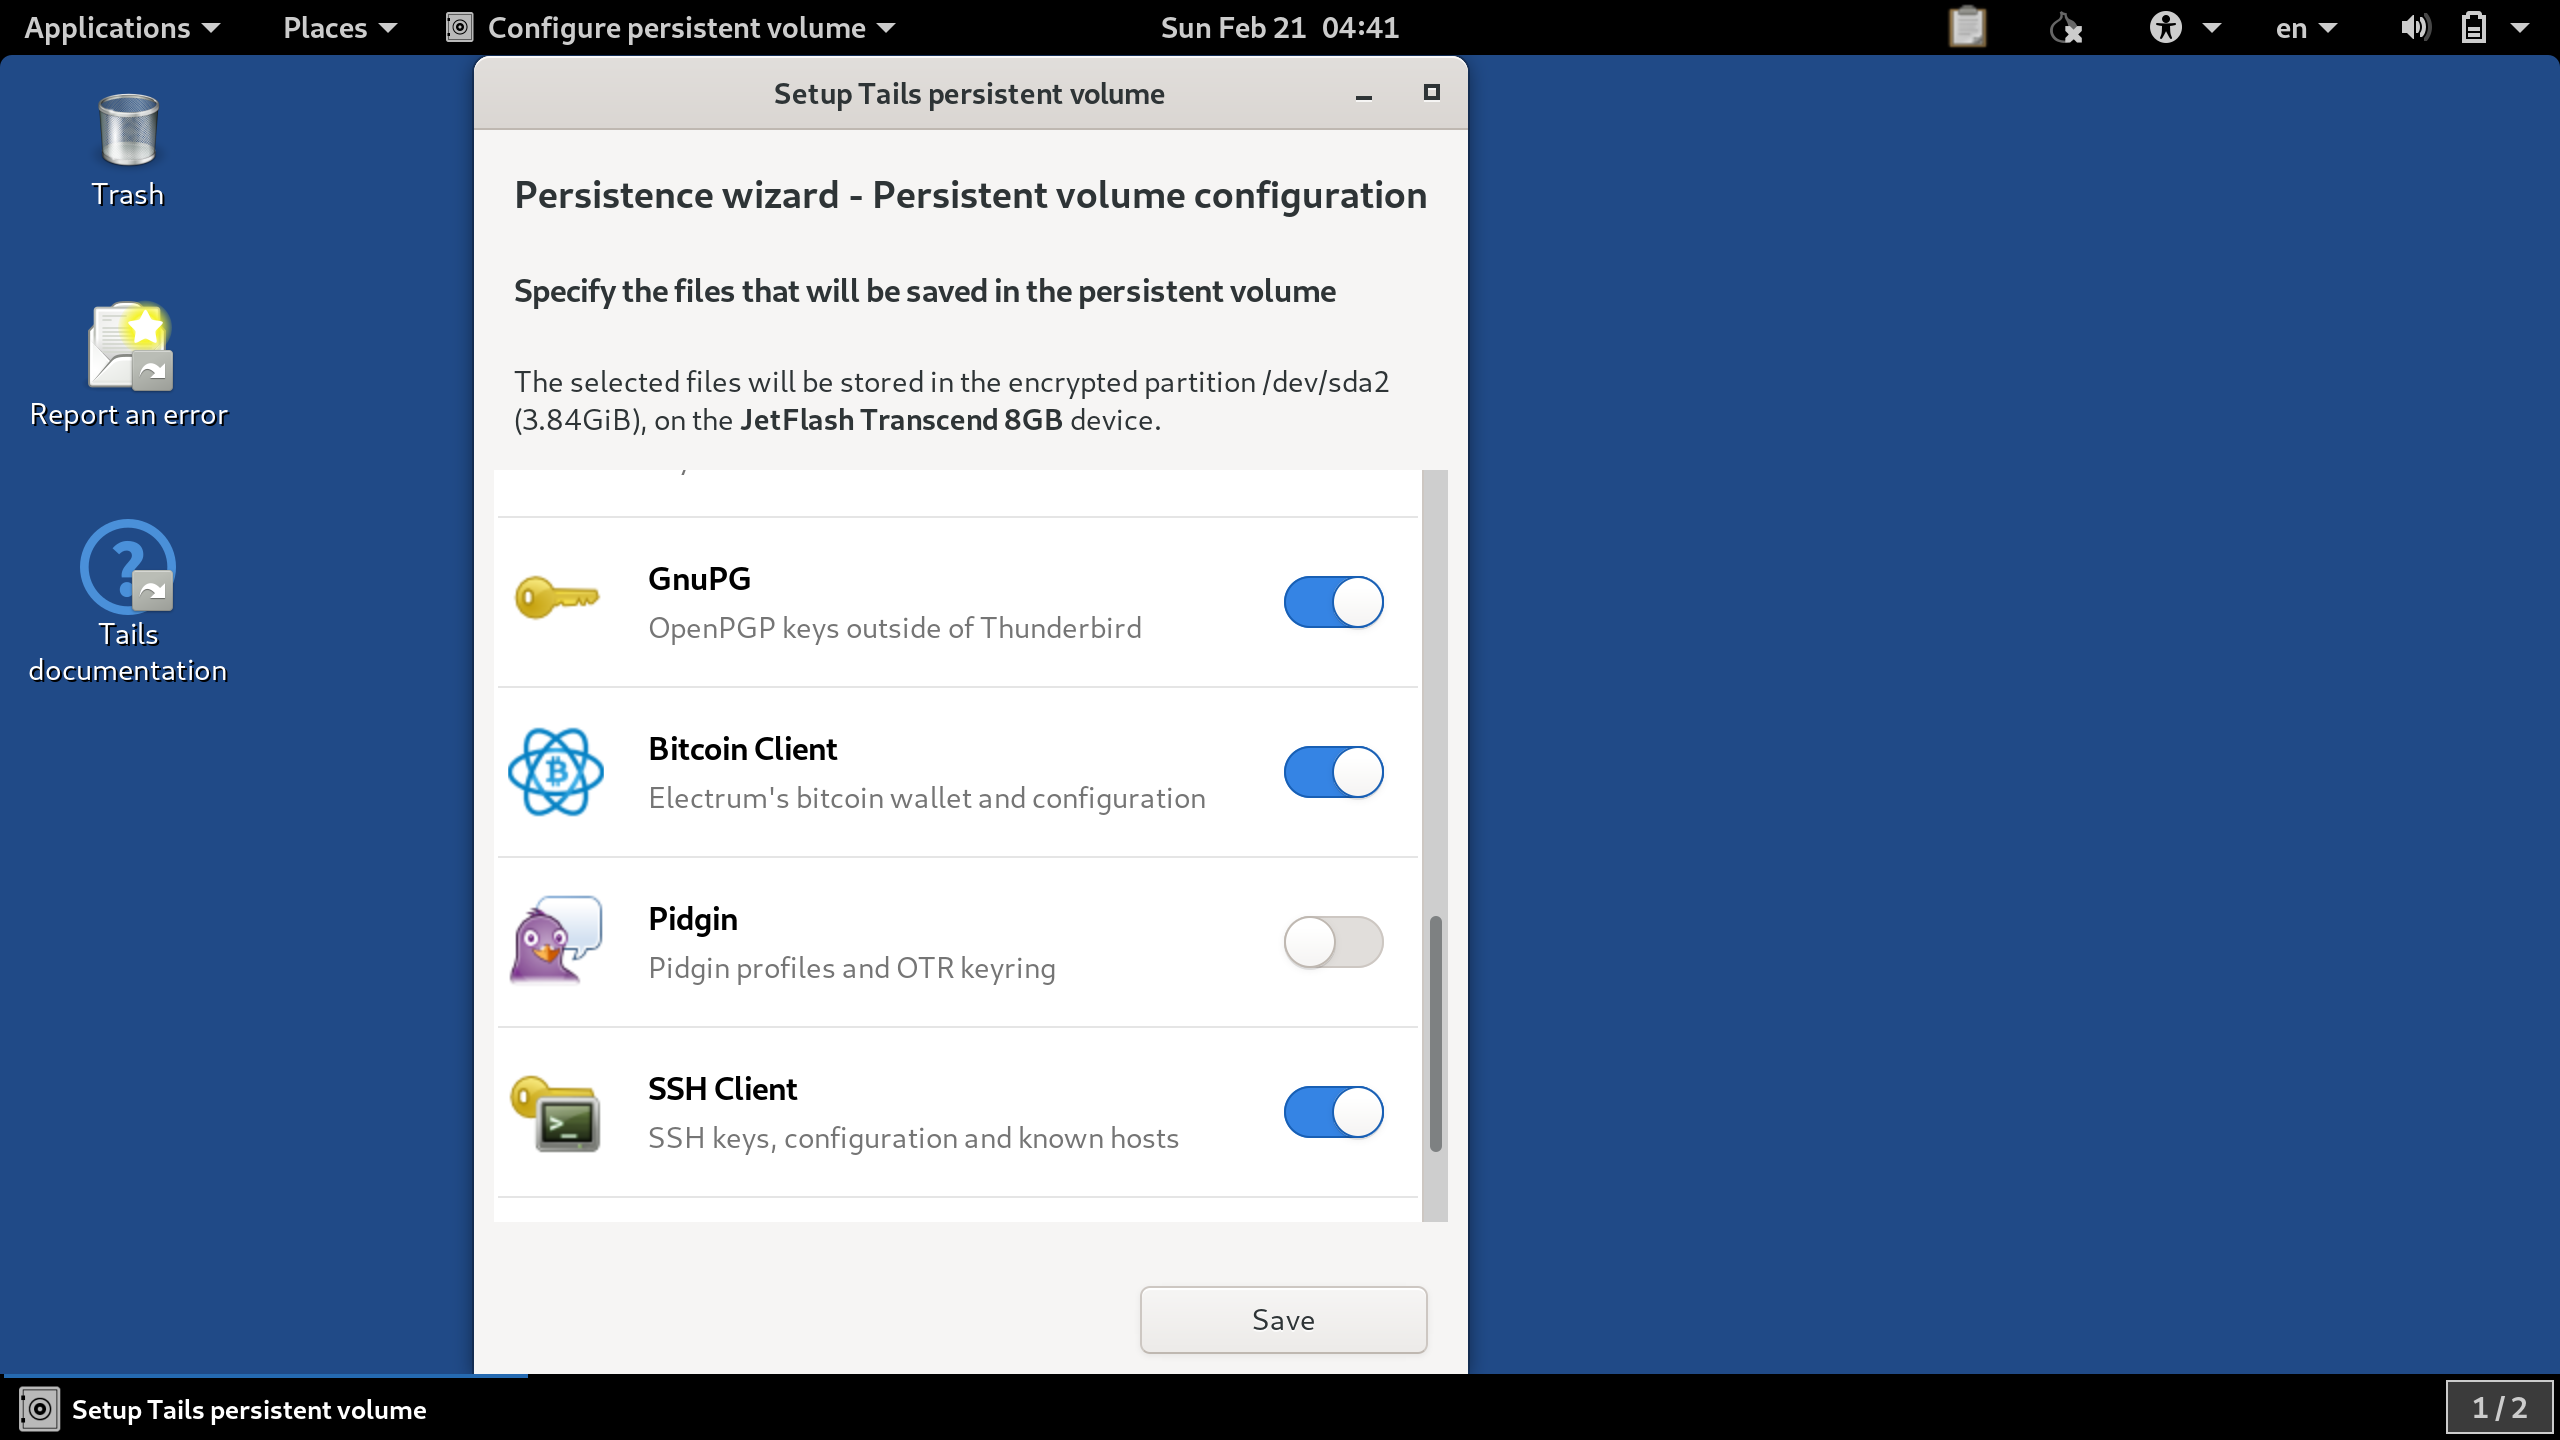 Applications
Places
Configure persistent volume
Sun Feb 21 04:41
en
Trash
Report an error
Tails
documentation
Setup Tails persistent volume
Persistence wizard - Persistent volume configuration
Specify the files that will be saved in the persistent volume
The selected files will be stored in the encrypted partition /dev/sda2
(3.84GiB), on the JetFlash Transcend 8GB device.
GnuPG
OpenPGP keys outside of Thunderbird
Bitcoin Client
Electrum's bitcoin wallet and configuration
Pidgin
Pidgin profiles and OTR keyring
SSH Client
SSH keys, configuration and known hosts
Save
Setup Tails persistent volume
1 / 2